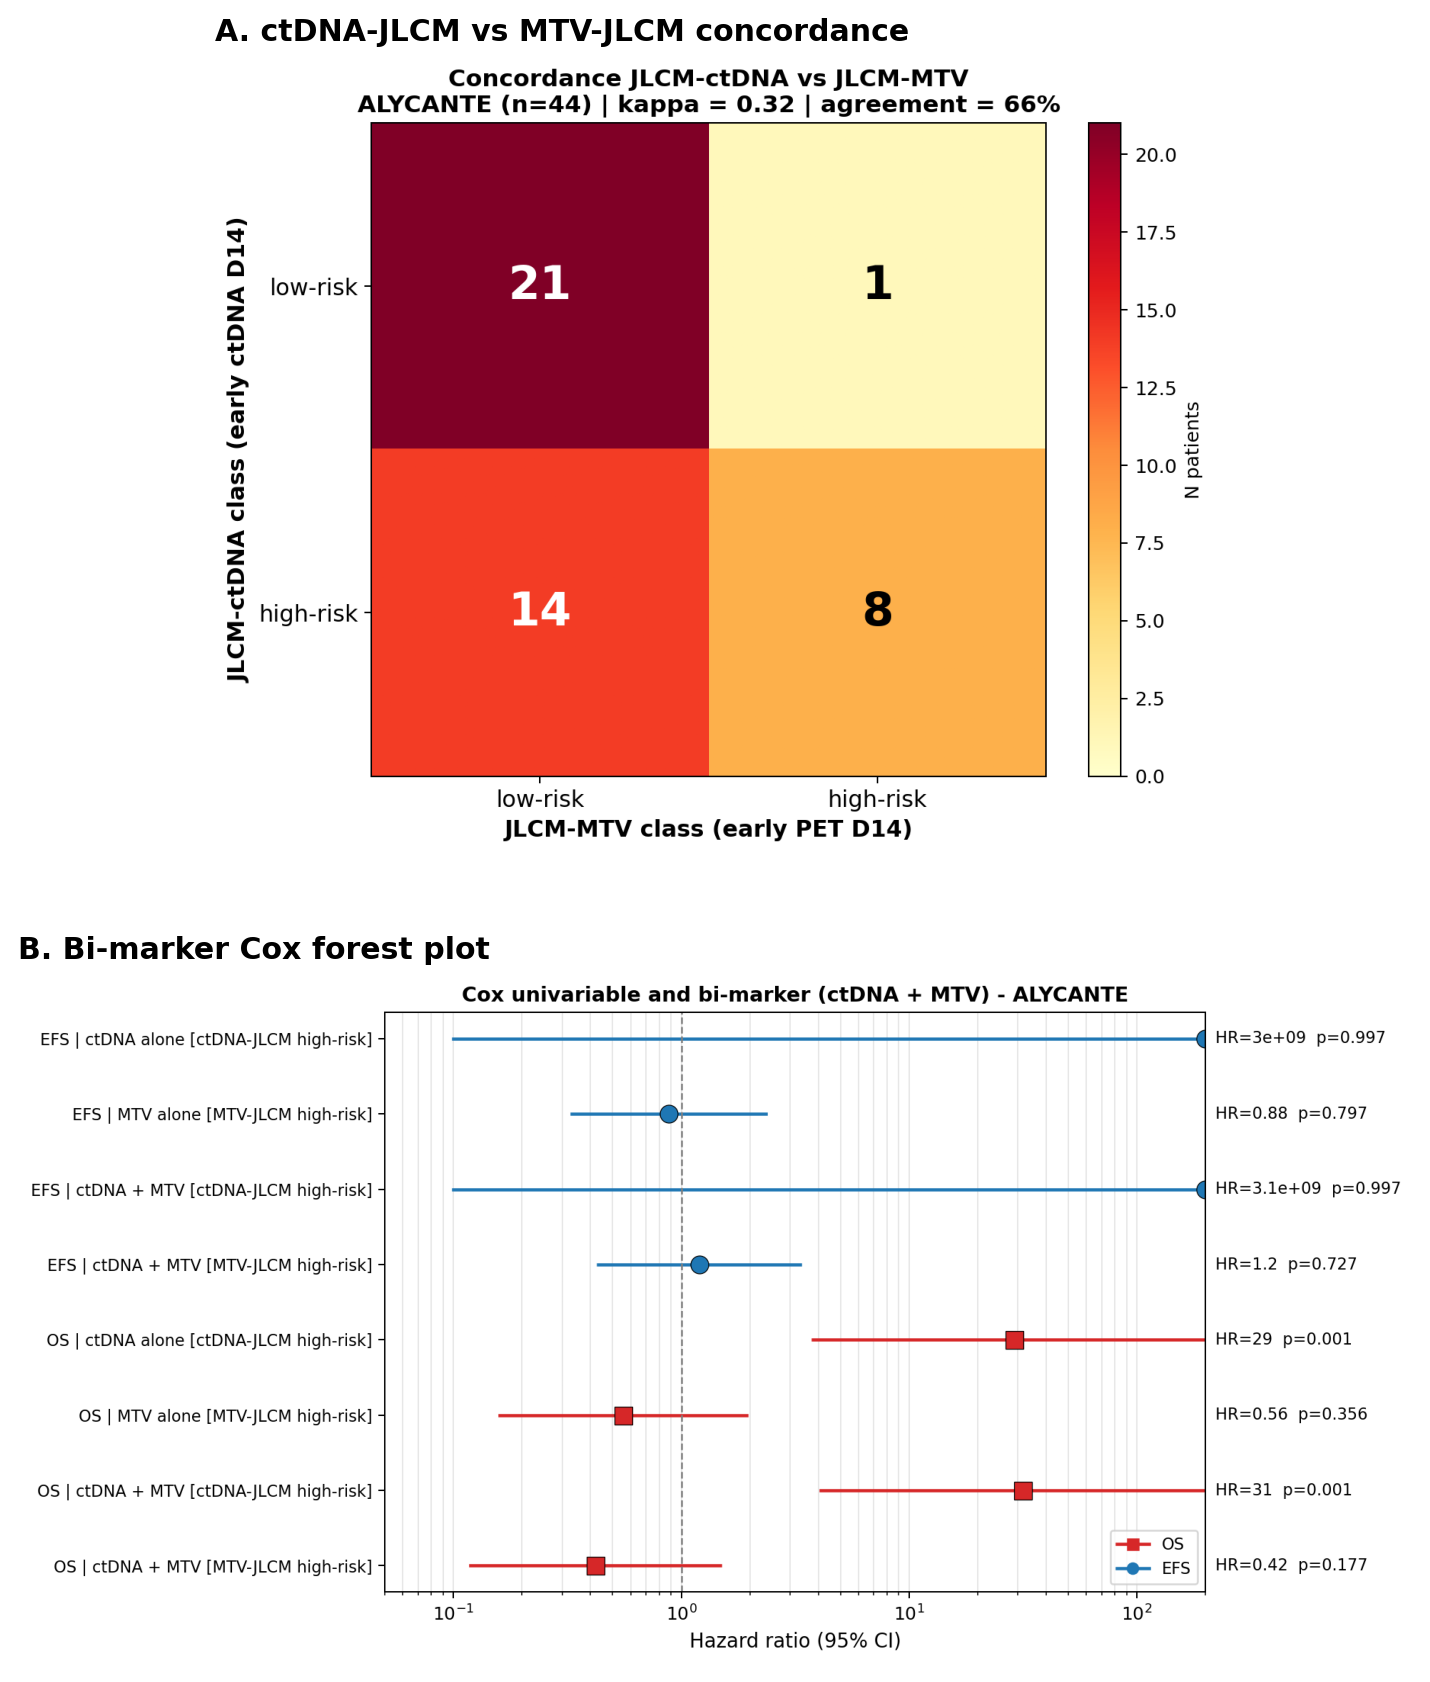 A. ctDNA-JLCM vs MTV-JLCM concordance
Concordance JLCM-ctDNA vs JLCM-MTV
ALYCANTE (n=44) | kappa = 0.32 | agreement = 66%
JLCM-ctDNA class (early ctDNA D14)
low-risk
21
1
high-risk
14
8
low-risk
high-risk
JLCM-MTV class (early PET D14)
20.0
17.5
15.0
12.5
10.0
7.5
5.0
2.5
0.0
N patients
B. Bi-marker Cox forest plot
Cox univariable and bi-marker (ctDNA + MTV) - ALYCANTE
EFS | ctDNA alone [ctDNA-JLCM high-risk] HR=3e+09 p=0.997
EFS | MTV alone [MTV-JLCM high-risk] HR=0.88 p=0.797
EFS | ctDNA + MTV [ctDNA-JLCM high-risk] HR=3.1e+09 p=0.997
EFS | ctDNA + MTV [MTV-JLCM high-risk] HR=1.2 p=0.727
OS | ctDNA alone [ctDNA-JLCM high-risk] HR=29 p=0.001
OS | MTV alone [MTV-JLCM high-risk] HR=0.56 p=0.356
OS | ctDNA + MTV [ctDNA-JLCM high-risk] HR=31 p=0.001
OS | ctDNA + MTV [MTV-JLCM high-risk] HR=0.42 p=0.177
OS
EFS
10⁻¹ 10⁰ 10¹ 10²
Hazard ratio (95% CI)